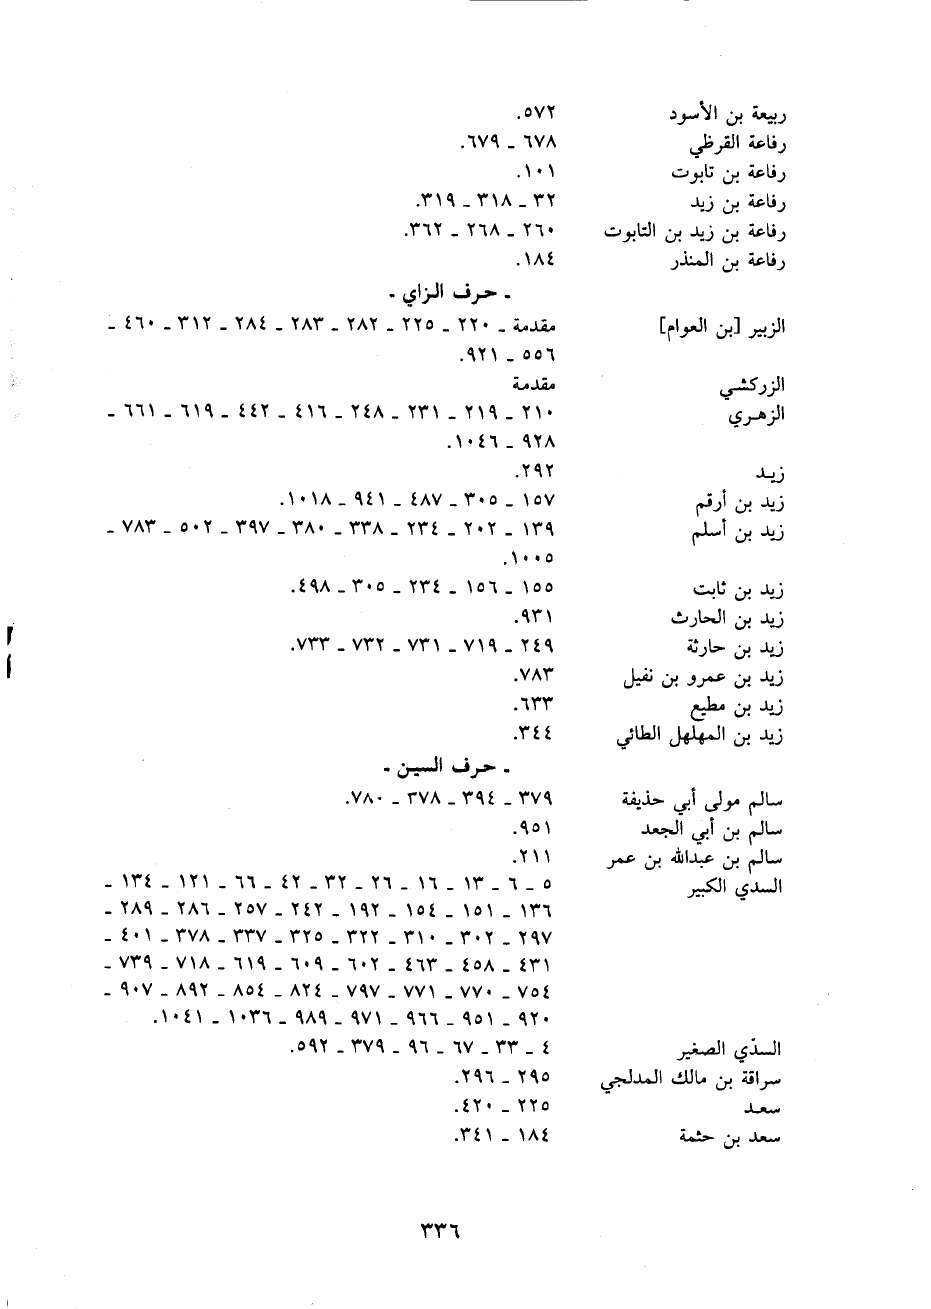 ربيعة بن الأسود ٥٧٢.
رفاعة القرظي ٦٧٨ ـ ٦٧٩.
رفاعة بن تابوت ١٠١.
رفاعة بن زيد ٣٢ ـ ٣١٨ ـ ٣١٩.
رفاعة بن زيد بن التابوت ٢٦٠ ـ ٢٦٨ ـ ٣٦٢.
رفاعة بن المنذر ١٨٤.
ـ حرف الزاي ـ
الزبير [بن العوام] مقدمة ـ ٢٢٠ ـ ٢٢٥ ـ ٢٨٢ ـ ٢٨٣ ـ ٢٨٤ ـ ٣١٢ ـ ٤٦٠ ـ
٥٥٦ ـ ٩٢١.
الزركشي مقدمة
الزهري ٢١٠ ـ ٢١٩ ـ ٢٣١ ـ ٢٤٨ ـ ٤١٦ ـ ٤٤٢ ـ ٦١٩ ـ ٦٦١ ـ
٩٢٨ ـ ١٠٤٦.
زيد ٢٩٢.
زيد بن أرقم ١٥٧ ـ ٣٠٥ ـ ٤٨٧ ـ ٩٤١ ـ ١٠١٨.
زيد بن أسلم ١٣٩ ـ ٢٠٢ ـ ٢٣٤ ـ ٣٣٨ ـ ٣٨٠ ـ ٣٩٧ ـ ٥٠٢ ـ ٧٨٣ ـ
١٠٠٥.
زيد بن ثابت ١٥٥ ـ ١٥٦ ـ ٢٣٤ ـ ٣٠٥ ـ ٤٩٨.
زيد بن الحارث ٩٣١.
زيد بن حارثة ٢٤٩ ـ ٧١٩ ـ ٧٣١ ـ ٧٣٢ ـ ٧٣٣.
زيد بن عمرو بن نفيل ٧٨٣.
زيد بن مطيع ٦٣٣.
زيد بن المهلهل الطائي ٣٤٤.
ـ حرف السين ـ
سالم مولى أبي حذيفة ٣٧٩ ـ ٣٩٤ ـ ٣٧٨ ـ ٧٨٠.
سالم بن أبي الجعد ٩٥١.
سالم بن عبدالله بن عمر ٢١١.
السدي الكبير ٥ ـ ٦ ـ ١٣ ـ ١٦ ـ ٢٦ ـ ٣٢ ـ ٤٢ ـ ٦٦ ـ ١٢١ ـ ١٣٤ ـ
١٣٦ ـ ١٥١ ـ ١٥٤ ـ ١٩٢ ـ ٢٤٢ ـ ٢٥٧ ـ ٢٨٦ ـ ٢٨٩ ـ
٢٩٧ ـ ٣٠٢ ـ ٣١٠ ـ ٣٢٢ ـ ٣٢٥ ـ ٣٣٧ ـ ٣٧٨ ـ ٤٠١ ـ
٤٣١ ـ ٤٥٨ ـ ٤٦٣ ـ ٦٠٢ ـ ٦٠٩ ـ ٦١٩ ـ ٧١٨ ـ ٧٣٩ ـ
٧٥٤ ـ ٧٧٠ ـ ٧٧١ ـ ٧٩٧ ـ ٨٢٤ ـ ٨٥٤ ـ ٨٩٢ ـ ٩٠٧ ـ
٩٢٠ ـ ٩٥١ ـ ٩٦٦ ـ ٩٧١ ـ ٩٨٩ ـ ١٠٣٦ ـ ١٠٤١.
السدّي الصغير ٤ ـ ٣٣ ـ ٦٧ ـ ٩٦ ـ ٣٧٩ ـ ٥٩٢.
سراقة بن مالك المدلجي ٢٩٥ ـ ٢٩٦.
سعد ٢٢٥ ـ ٤٢٠.
سعد بن حثمة ١٨٤ ـ ٣٤١.
٣٣٦